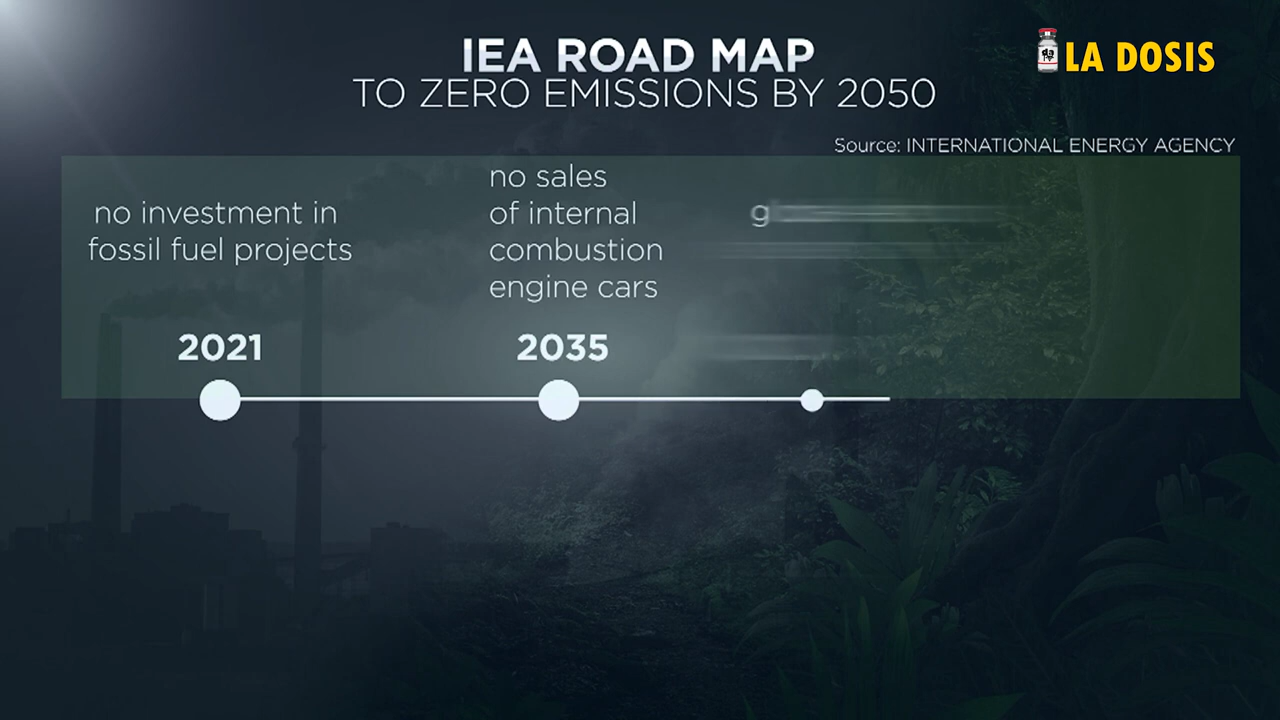 IEA ROAD MAP
TO ZERO EMISSIONS BY 2050
LA DOSIS
Source: INTERNATIONAL ENERGY AGENCY
no investment in
fossil fuel projects
2021
no sales
of internal
combustion
engine cars
2035
g